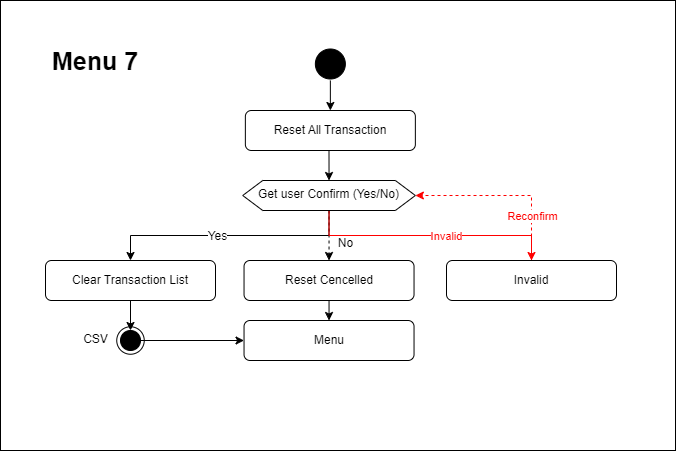 Menu 7
Reset All Transaction
Get user Confirm (Yes/No)
Reconfirm
Yes
No
Invalid
Clear Transaction List
Reset Cencelled
Invalid
CSV
Menu